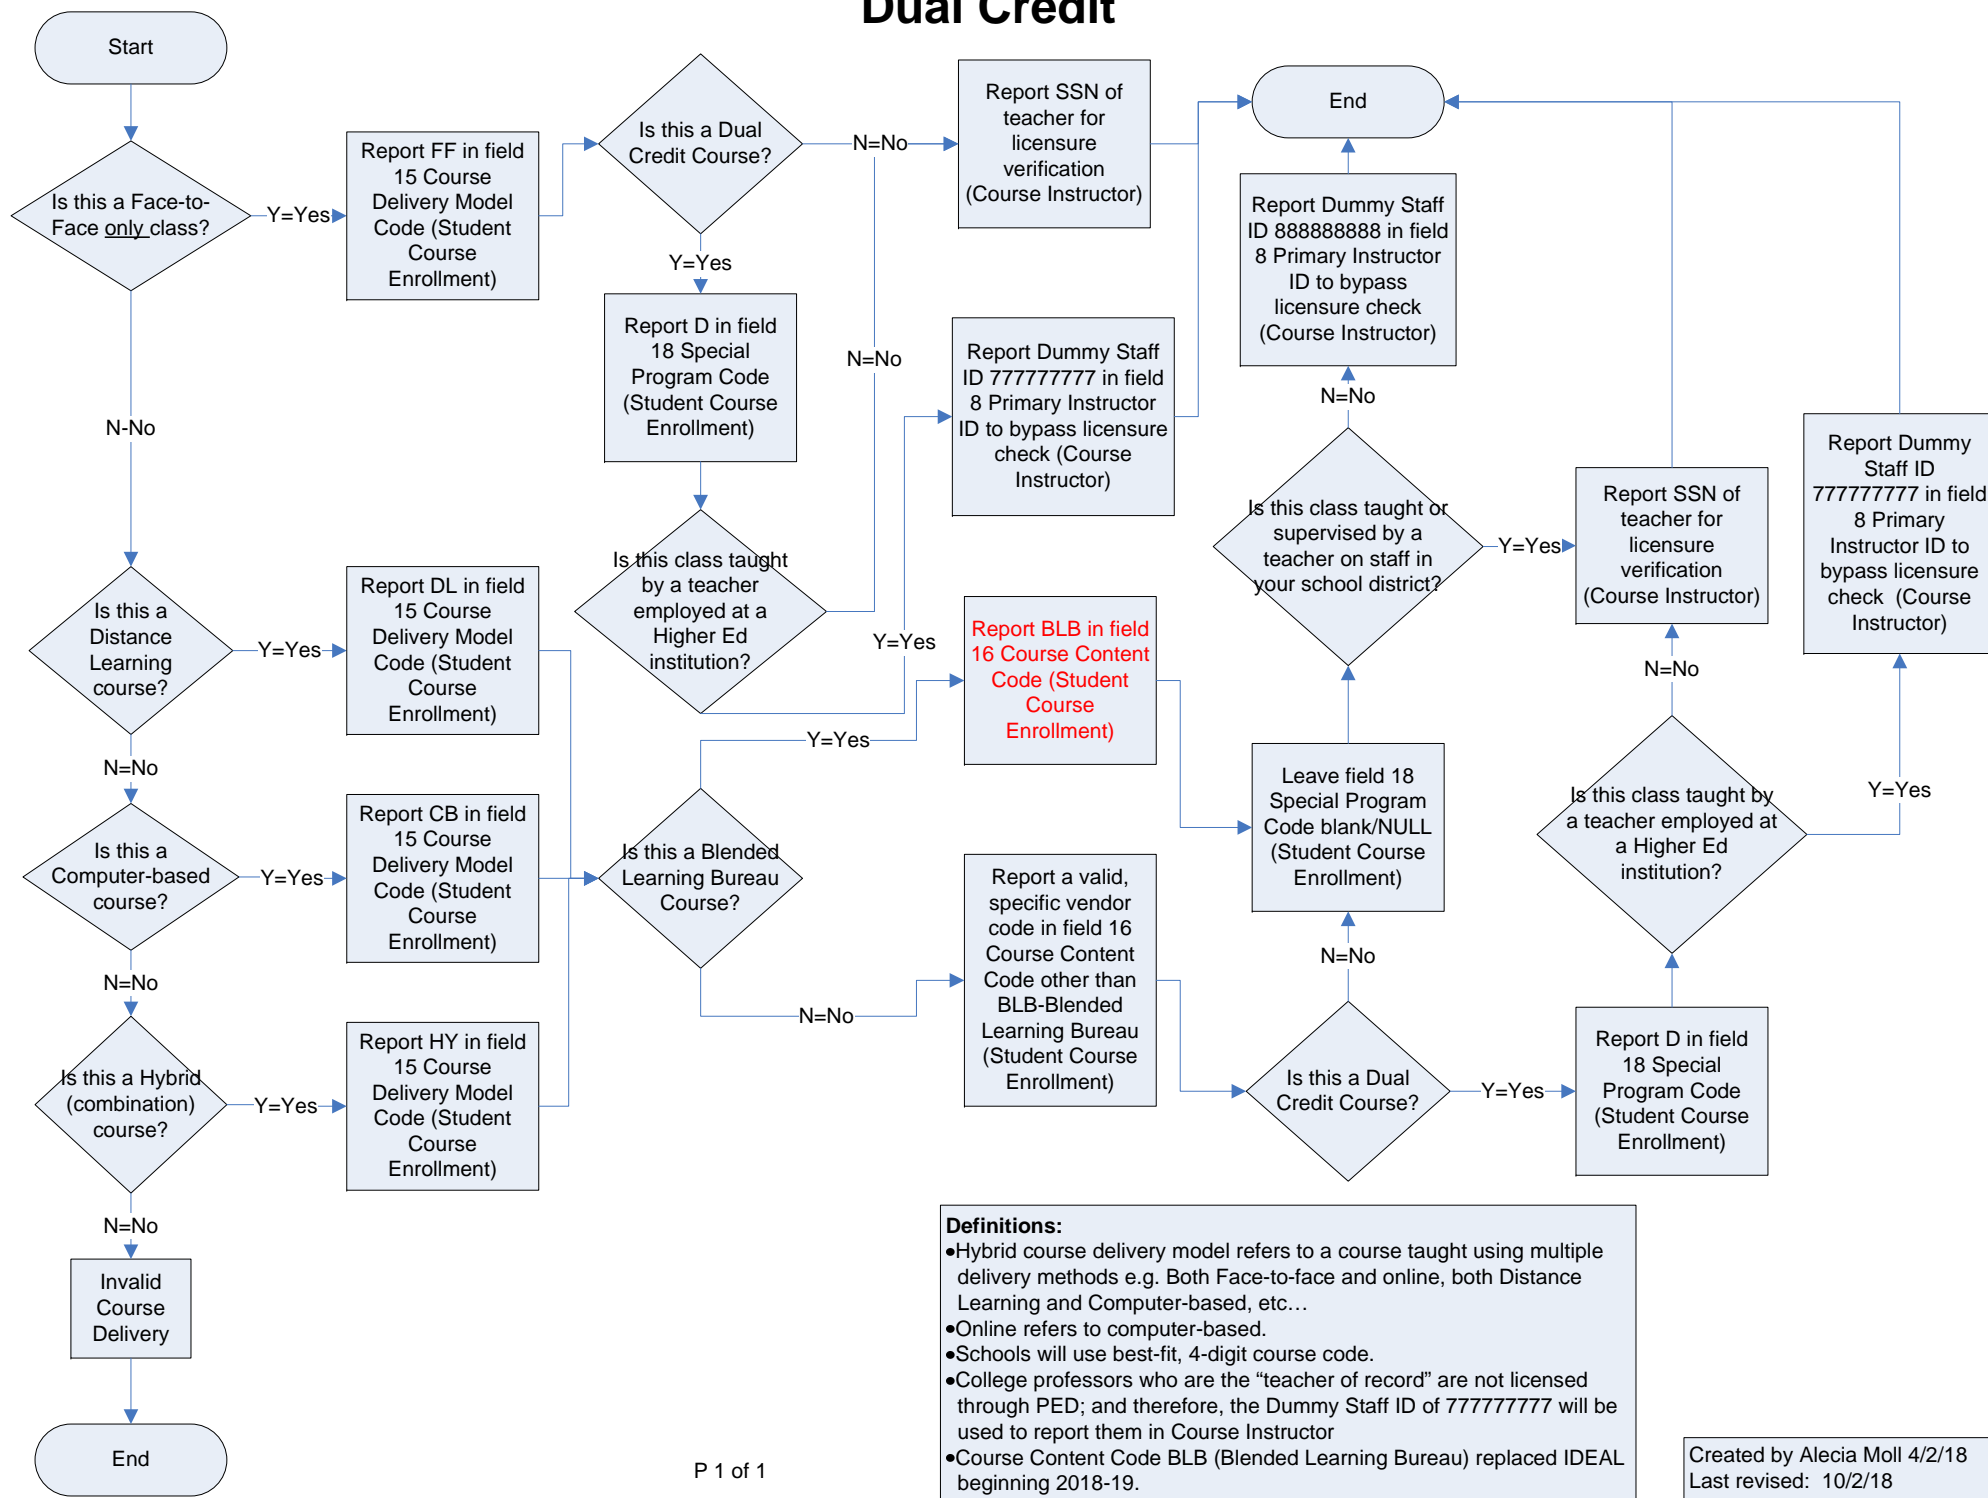 Dual Credit
Start
Is this a Face-to-
Face only class?
Y=Yes
Report FF in field
15 Course
Delivery Model
Code (Student
Course
Enrollment)
Is this a Dual
Credit Course?
N=No
Report SSN of
teacher for
licensure
verification
(Course Instructor)
End
Y=Yes
Report D in field
18 Special
Program Code
(Student Course
Enrollment)
N=No
Is this class taught
by a teacher
employed at a
Higher Ed
institution?
Y=Yes
Report Dummy Staff
ID 777777777 in field
8 Primary Instructor
ID to bypass licensure
check (Course
Instructor)
Report Dummy Staff
ID 888888888 in field
8 Primary Instructor
ID to bypass
licensure check
(Course Instructor)
N=No
Is this class taught or
supervised by a
teacher on staff in
your school district?
Y=Yes
Report SSN of
teacher for
licensure
verification
(Course Instructor)
Report Dummy
Staff ID
777777777 in field
8 Primary
Instructor ID to
bypass licensure
check  (Course
Instructor)
N-No
Is this a
Distance
Learning
course?
Y=Yes
Report DL in field
15 Course
Delivery Model
Code (Student
Course
Enrollment)
N=No
Is this a
Computer-based
course?
Y=Yes
Report CB in field
15 Course
Delivery Model
Code (Student
Course
Enrollment)
N=No
Is this a Hybrid
(combination)
course?
Y=Yes
Report HY in field
15 Course
Delivery Model
Code (Student
Course
Enrollment)
N=No
Invalid
Course
Delivery
End
Is this a Blended
Learning Bureau
Course?
Y=Yes
Report BLB in field
16 Course Content
Code (Student
Course
Enrollment)
N=No
Report a valid,
specific vendor
code in field 16
Course Content
Code other than
BLB-Blended
Learning Bureau
(Student Course
Enrollment)
Leave field 18
Special Program
Code blank/NULL
(Student Course
Enrollment)
N=No
Is this a Dual
Credit Course?
Y=Yes
Report D in field
18 Special
Program Code
(Student Course
Enrollment)
N=No
Is this class taught by
a teacher employed at
a Higher Ed
institution?
Y=Yes
Definitions:
•Hybrid course delivery model refers to a course taught using multiple
delivery methods e.g. Both Face-to-face and online, both Distance
Learning and Computer-based, etc…
•Online refers to computer-based.
•Schools will use best-fit, 4-digit course code.
•College professors who are the “teacher of record” are not licensed
through PED; and therefore, the Dummy Staff ID of 777777777 will be
used to report them in Course Instructor
•Course Content Code BLB (Blended Learning Bureau) replaced IDEAL
beginning 2018-19.
P 1 of 1
Created by Alecia Moll 4/2/18
Last revised:  10/2/18